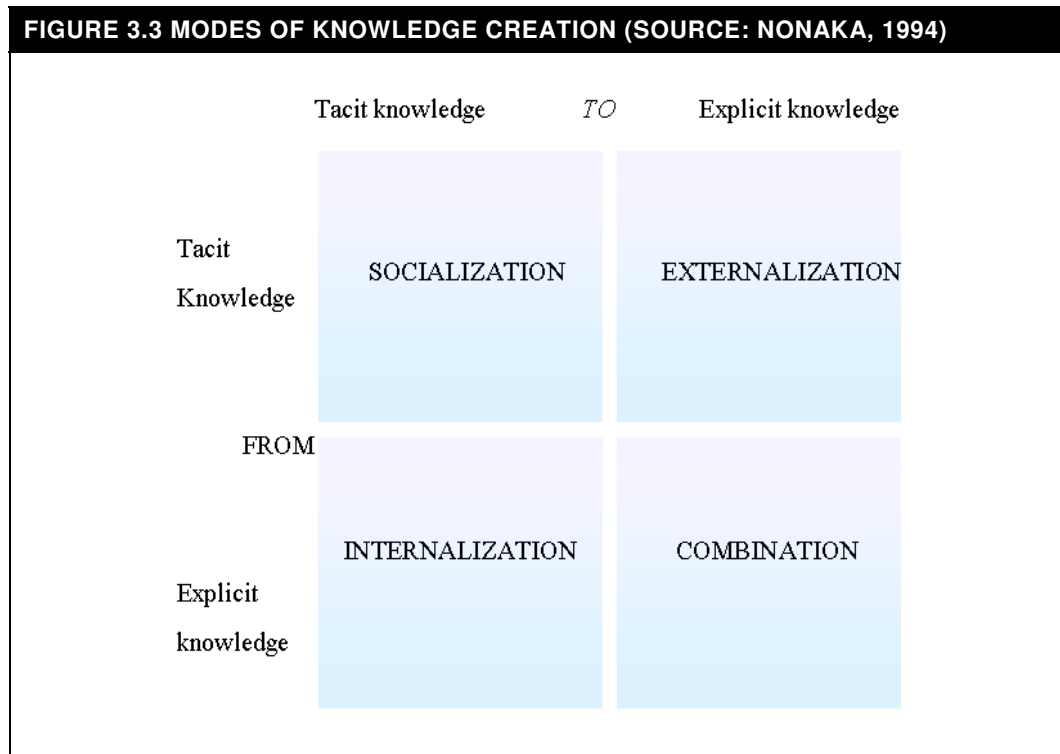 FIGURE 3.3 MODES OF KNOWLEDGE CREATION (SOURCE: NONAKA, 1994)
Tacit knowledge TO Explicit knowledge
Tacit
Knowledge
SOCIALIZATION EXTERNALIZATION
FROM
INTERNALIZATION COMBINATION
Explicit
knowledge